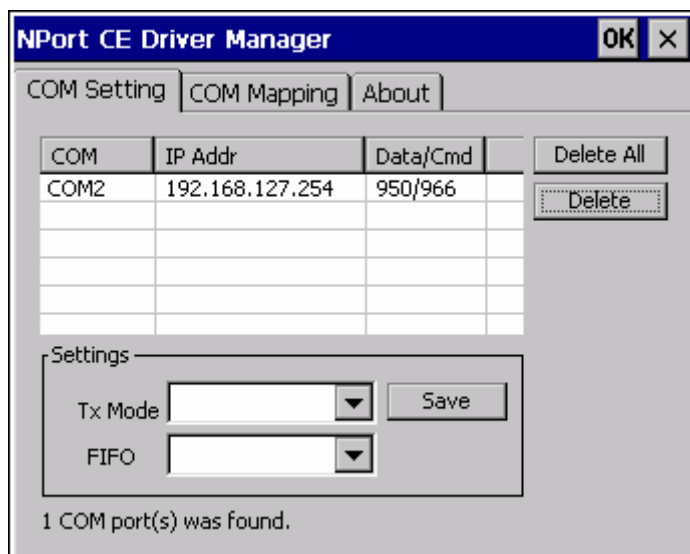 NPort CE Driver Manager OK ×
COM Setting COM Mapping About
COM IP Addr Data/Cmd Delete All
COM2 192.168.127.254 950/966 Delete
Settings
Tx Mode Save
FIFO
1 COM port(s) was found.